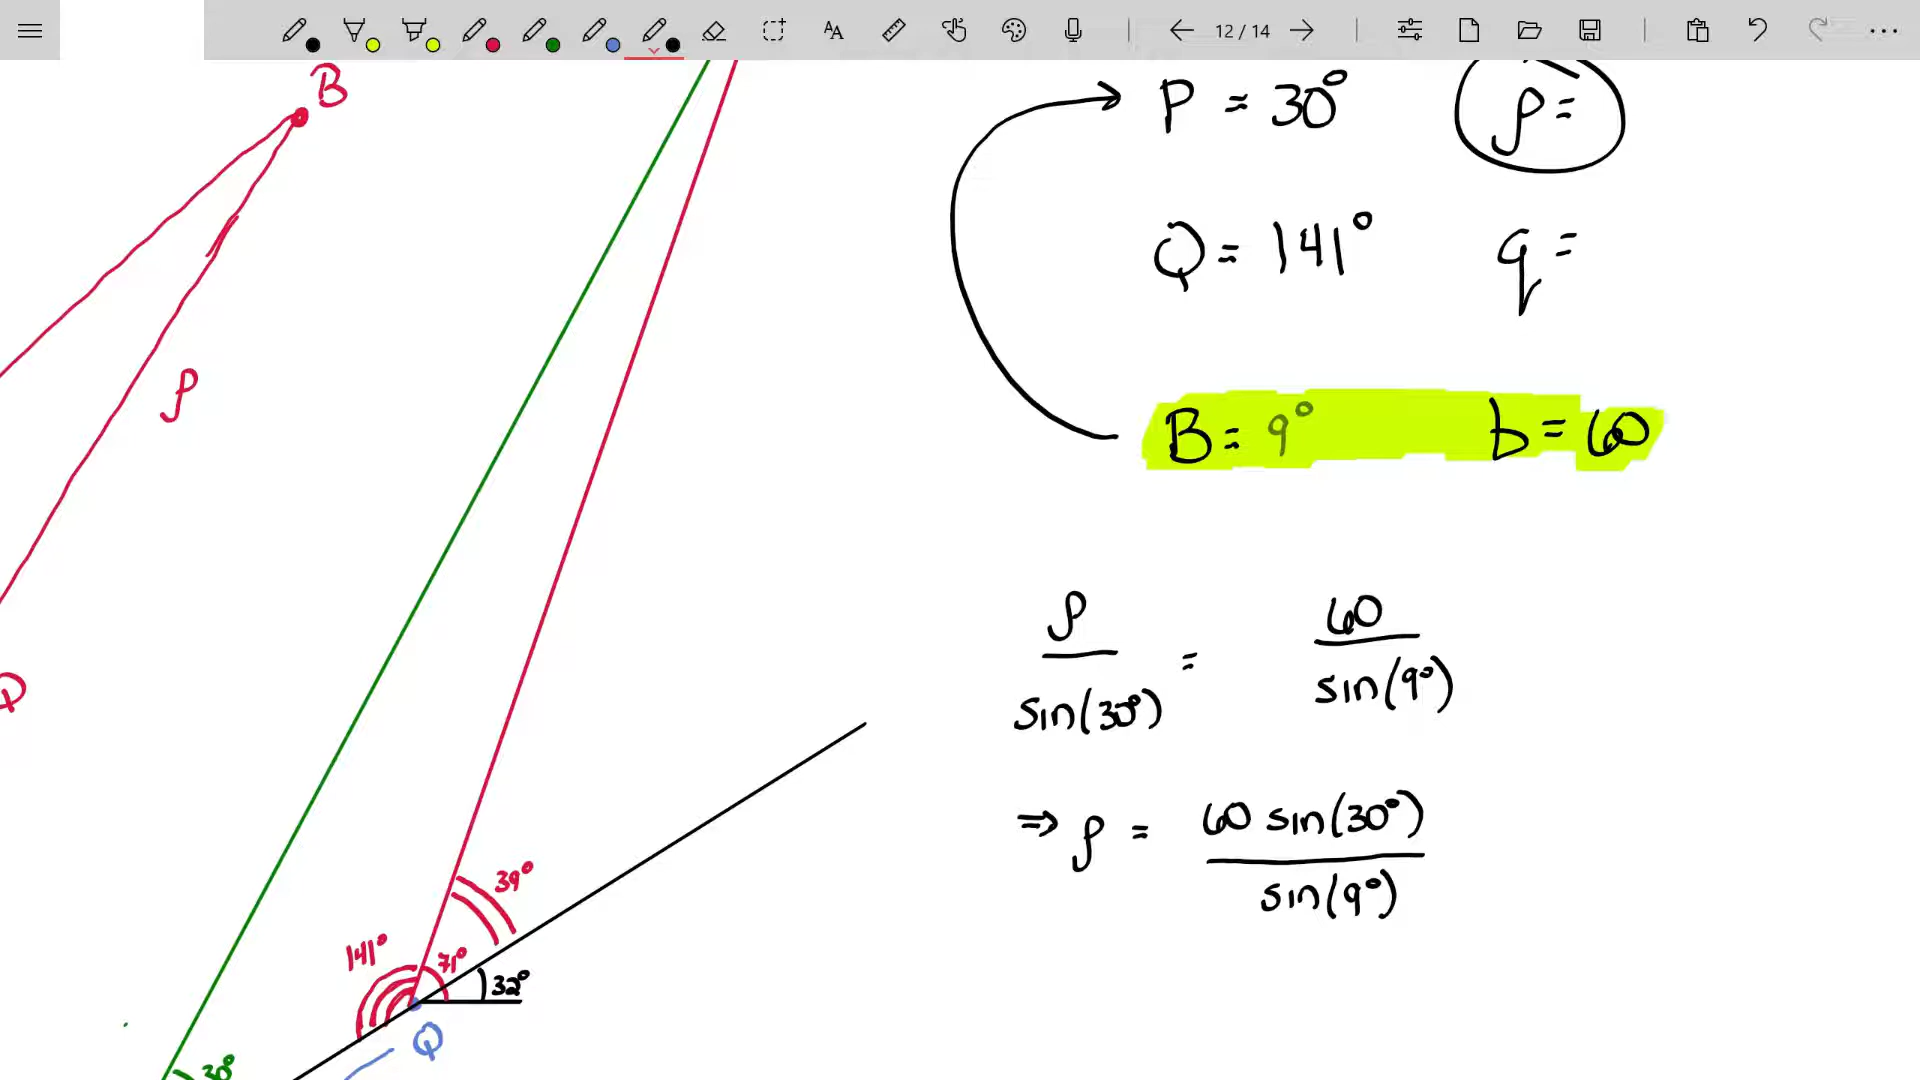 12 / 14
B
P = 30°
p =
Q = 141°
q =
p
B = 9°
b = 60
p
60
=
sin(30°)
sin(9°)
⇒ p =
60 sin(30°)
sin(9°)
39°
141°
71°
32°
Q
30°